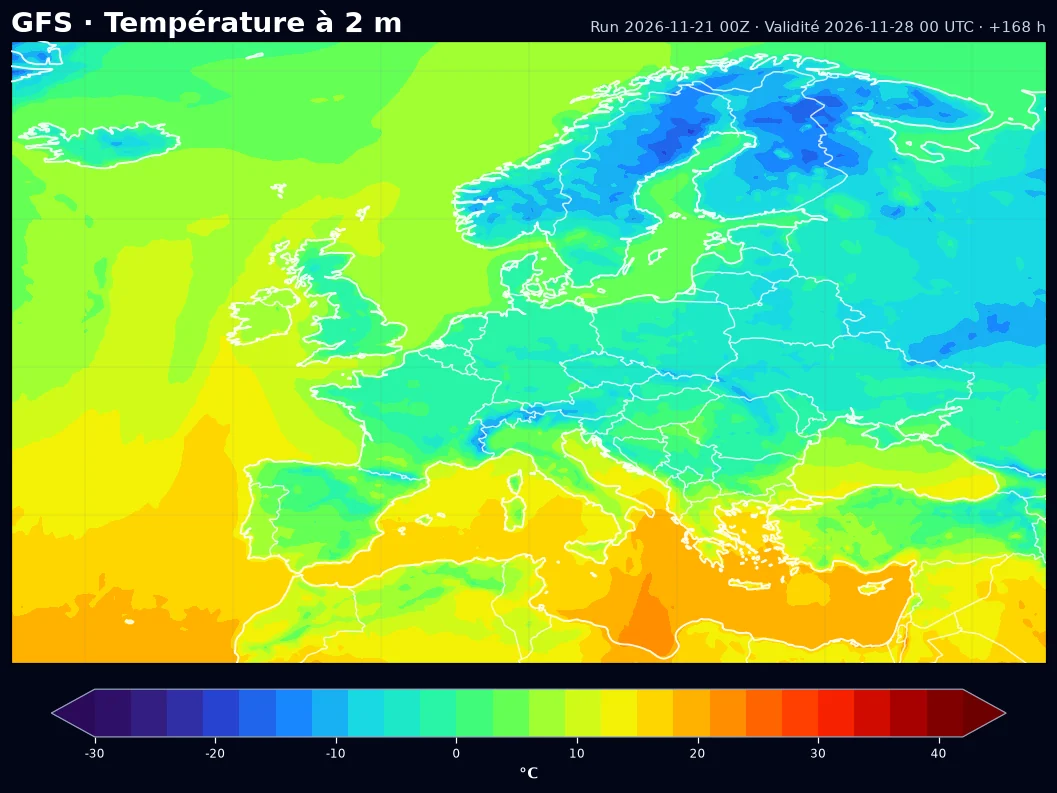 GFS · Température à 2 m
Run 2026-11-21 00Z · Validité 2026-11-28 00 UTC · +168 h
-30 -20 -10 0 10 20 30 40
°C